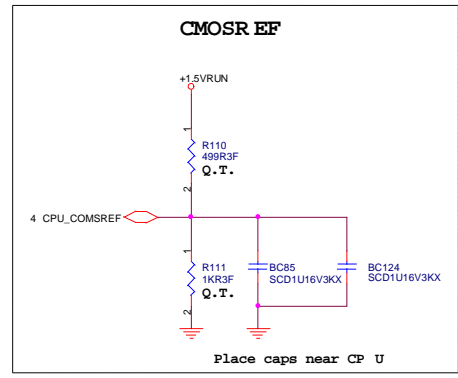 CMOSR EF
+1.5VRUN
1
R110
499R3F
Q.T.
2
4 CPU_COMSREF
1
R111
1KR3F
Q.T.
2
BC85
SCD1U16V3KX
BC124
SCD1U16V3KX
Place caps near CP U